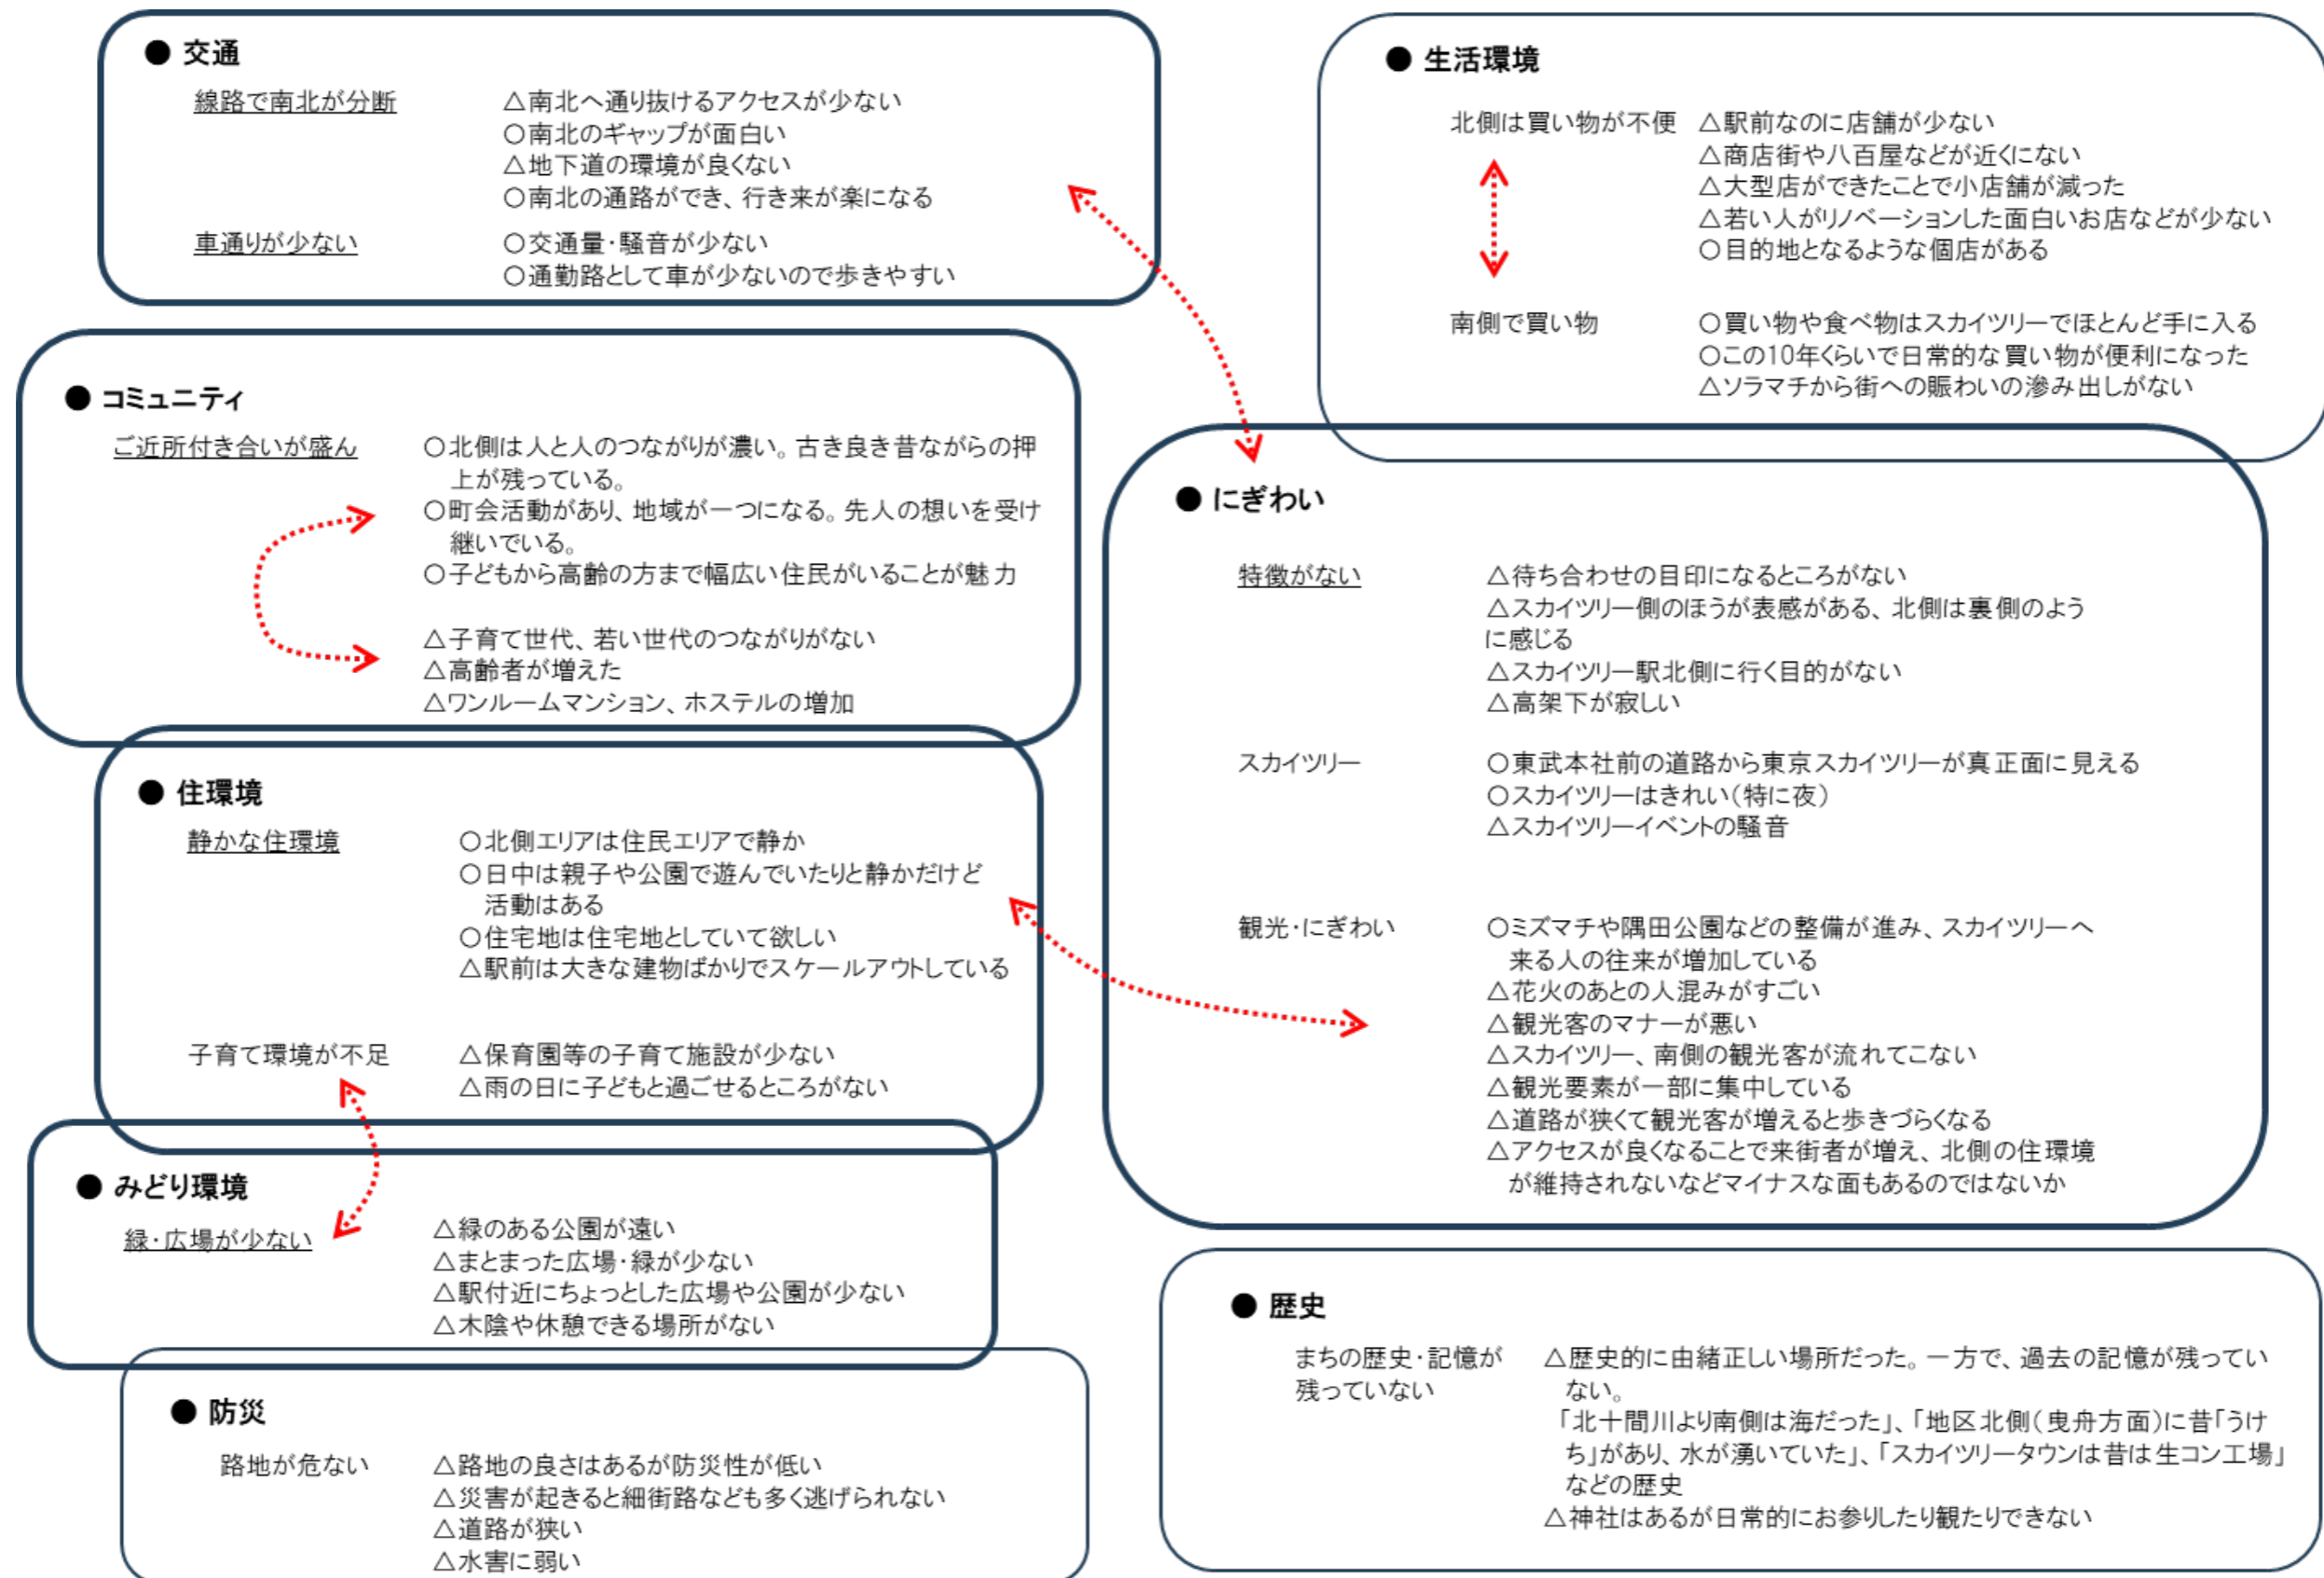 ● 交通
線路で南北が分断
△南北へ通り抜けるアクセスが少ない
○南北のギャップが面白い
△地下道の環境が良くない
○南北の通路ができ、行き来が楽になる
車通りが少ない
○交通量・騒音が少ない
○通勤路として車が少ないので歩きやすい
● コミュニティ
ご近所付き合いが盛ん
○北側は人と人のつながりが濃い。古き良き昔ながらの押
上が残っている。
○町会活動があり、地域が一つになる。先人の想いを受け
継いでいる。
○子どもから高齢の方まで幅広い住民がいることが魅力
△子育て世代、若い世代のつながりがない
△高齢者が増えた
△ワンルームマンション、ホステルの増加
● 住環境
静かな住環境
○北側エリアは住民エリアで静か
○日中は親子や公園で遊んでいたりと静かだけど
活動はある
○住宅地は住宅地としていて欲しい
△駅前は大きな建物ばかりでスケールアウトしている
子育て環境が不足
△保育園等の子育て施設が少ない
△雨の日に子どもと過ごせるところがない
● みどり環境
緑・広場が少ない
△緑のある公園が遠い
△まとまった広場・緑が少ない
△駅付近にちょっとした広場や公園が少ない
△木陰や休憩できる場所がない
● 防災
路地が危ない
△路地の良さはあるが防災性が低い
△災害が起きると細街路なども多く逃げられない
△道路が狭い
△水害に弱い
● 生活環境
北側は買い物が不便
△駅前なのに店舗が少ない
△商店街や八百屋などが近くにない
△大型店ができたことで小店舗が減った
△若い人がリノベーションした面白いお店などが少ない
○目的地となるような個店がある
南側で買い物
○買い物や食べ物はスカイツリーでほとんど手に入る
○この10年くらいで日常的な買い物が便利になった
△ソラマチから街への賑わいの滲み出しがない
● にぎわい
特徴がない
△待ち合わせの目印になるところがない
△スカイツリー側のほうが表感がある、北側は裏側のよう
に感じる
△スカイツリー駅北側に行く目的がない
△高架下が寂しい
スカイツリー
○東武本社前の道路から東京スカイツリーが真正面に見える
○スカイツリーはきれい(特に夜)
△スカイツリーイベントの騒音
観光・にぎわい
○ミズマチや隅田公園などの整備が進み、スカイツリーへ
来る人の往来が増加している
△花火のあとの人混みがすごい
△観光客のマナーが悪い
△スカイツリー、南側の観光客が流れてこない
△観光要素が一部に集中している
△道路が狭くて観光客が増えると歩きづらくなる
△アクセスが良くなることで来街者が増え、北側の住環境
が維持されないなどマイナスな面もあるのではないか
● 歴史
まちの歴史・記憶が
残っていない
△歴史的に由緒正しい場所だった。一方で、過去の記憶が残ってい
ない。
「北十間川より南側は海だった」、「地区北側(曳舟方面)に昔「うけ
ち」があり、水が湧いていた」、「スカイツリータウンは昔は生コン工場」
などの歴史
△神社はあるが日常的にお参りしたり観たりできない